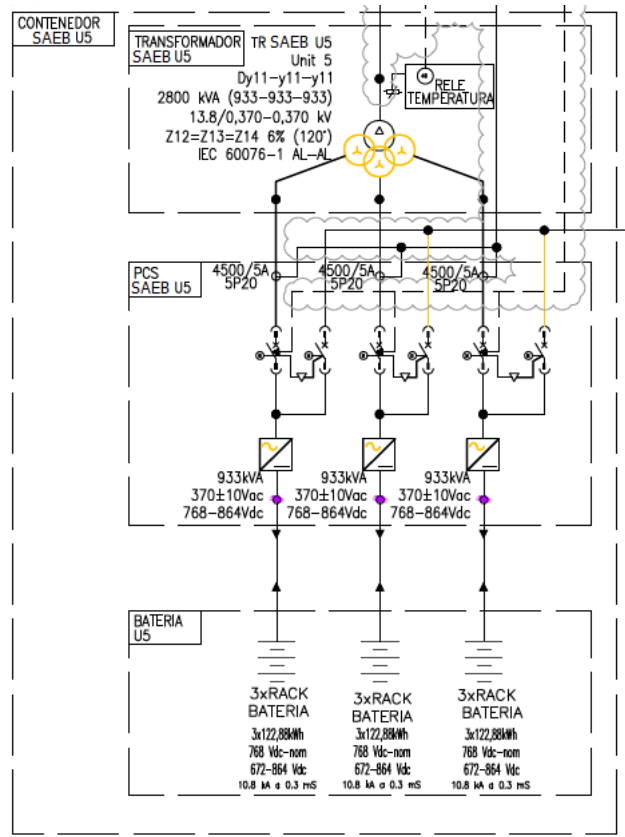 CONTENEDOR
SAEB U5
TRANSFORMADOR
SAEB U5
TR SAEB U5
Unit 5
Dy11-y11-y11
2800 kVA (933-933-933)
13.8/0,370-0,370 kV
Z12=Z13=Z14 6% (120°)
IEC 60076-1 AL-AL
RELE
TEMPERATURA
PCS
SAEB U5
4500/5A
5P20
4500/5A
5P20
4500/5A
5P20
933kVA
370±10Vac
768-864Vdc
933kVA
370±10Vac
768-864Vdc
933kVA
370±10Vac
768-864Vdc
BATERIA
U5
3xRACK
BATERIA
3x122,88kWh
768 Vdc-nom
672-864 Vdc
10.8 kA a 0.3 mS
3xRACK
BATERIA
3x122,88kWh
768 Vdc-nom
672-864 Vdc
10.8 kA a 0.3 mS
3xRACK
BATERIA
3x122,88kWh
768 Vdc-nom
672-864 Vdc
10.8 kA a 0.3 mS